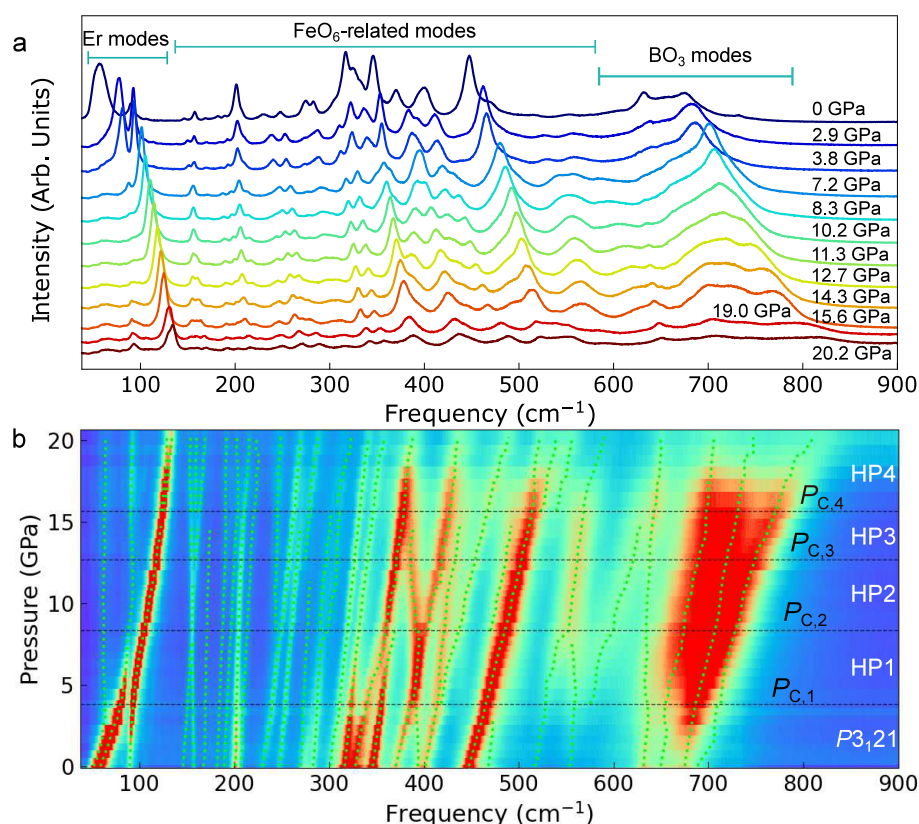 a
Er modes
FeO₆-related modes
BO₃ modes
Intensity (Arb. Units)
0 GPa
2.9 GPa
3.8 GPa
7.2 GPa
8.3 GPa
10.2 GPa
11.3 GPa
12.7 GPa
14.3 GPa
19.0 GPa
15.6 GPa
20.2 GPa
100 200 300 400 500 600 700 800 900
Frequency (cm⁻¹)
b
Pressure (GPa)
20
15
10
5
0
HP4
P_C,4
HP3
P_C,3
HP2
P_C,2
HP1
P_C,1
P3₁21
100 200 300 400 500 600 700 800 900
Frequency (cm⁻¹)